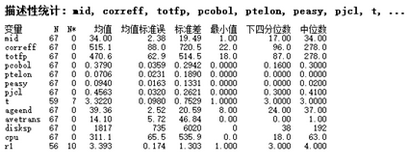 描述性统计：mid, correff, totfp, pcobol, ptelon, peasy, pjcl, t, ...
变量 N N* 均值 均值标准误 标准差 最小值 下四分位数 中位数
mid 67 0 34.00 2.38 19.49 1.00 17.00 34.00
correff 67 0 515.1 88.0 720.5 22.0 96.0 278.0
totfp 67 0 470.6 62.9 514.5 18.0 87.0 278.0
pcobol 67 0 0.3790 0.0359 0.2942 0.0000 0.1600 0.3000
ptelon 67 0 0.0706 0.0231 0.1890 0.0000 0.0000 0.0000
peasy 67 0 0.0940 0.0163 0.1331 0.0000 0.0000 0.0200
pjcl 67 0 0.4563 0.0320 0.2621 0.0000 0.3100 0.4100
t 59 7 3.3220 0.0980 0.7529 1.0000 3.0000 3.0000
ageend 67 0 39.36 2.52 20.59 8.00 24.00 37.00
avetrans 67 0 14.10 5.72 46.84 0.00 0.00 1.00
disksp 67 0 1817 735 6020 0 38 192
cpu 67 0 311.1 65.5 535.9 0.0 18.0 63.0
r1 56 10 3.393 0.174 1.303 1.000 3.000 4.000